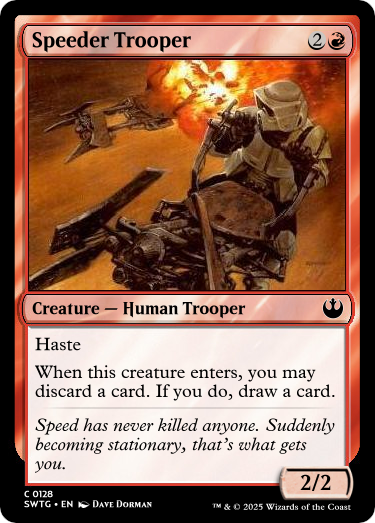 Speeder Trooper 2
Creature — Human Trooper
Haste
When this creature enters, you may
discard a card. If you do, draw a card.
Speed has never killed anyone. Suddenly
becoming stationary, that's what gets
you.
2/2
C 0128
SWTG • EN DAVE DORMAN
™ & © 2025 Wizards of the Coast